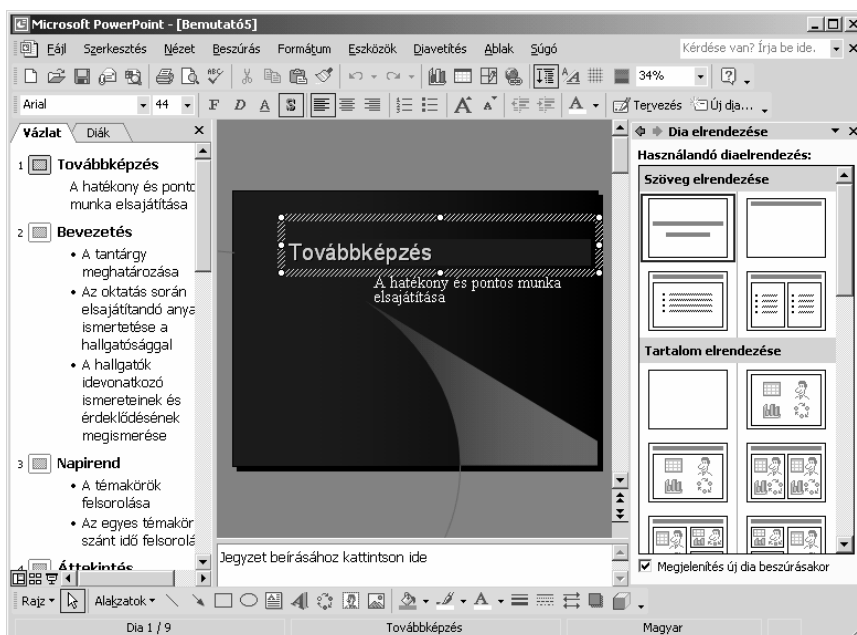 Microsoft PowerPoint - [Bemutató5]
Fájl Szerkesztés Nézet Beszúrás Formátum Eszközök Diavetítés Ablak Súgó Kérdése van? Írja be ide.
34%
Arial 44 F D A S Tervezés Új dia...
Vázlat Diák
Dia elrendezése
Használandó diaelrendezés:
Szöveg elrendezése
1 Továbbképzés
A hatékony és pontc
munka elsajátítása
2 Bevezetés
• A tantárgy
meghatározása
• Az oktatás során
elsajátítandó anya
ismertetése a
hallgatósággal
• A hallgatók
idevonatkozó
ismereteinek és
érdeklődésének
megismerése
3 Napirend
• A témakörök
felsorolása
• Az egyes témakör
szánt idő felsorolá
4 Áttekintés
Továbbképzés
A hatékony és pontos munka
elsajátítása
Tartalom elrendezése
Jegyzet beírásához kattintson ide
Megjelenítés új dia beszúrásakor
Rajz Alakzatok
Dia 1 / 9 Továbbképzés Magyar